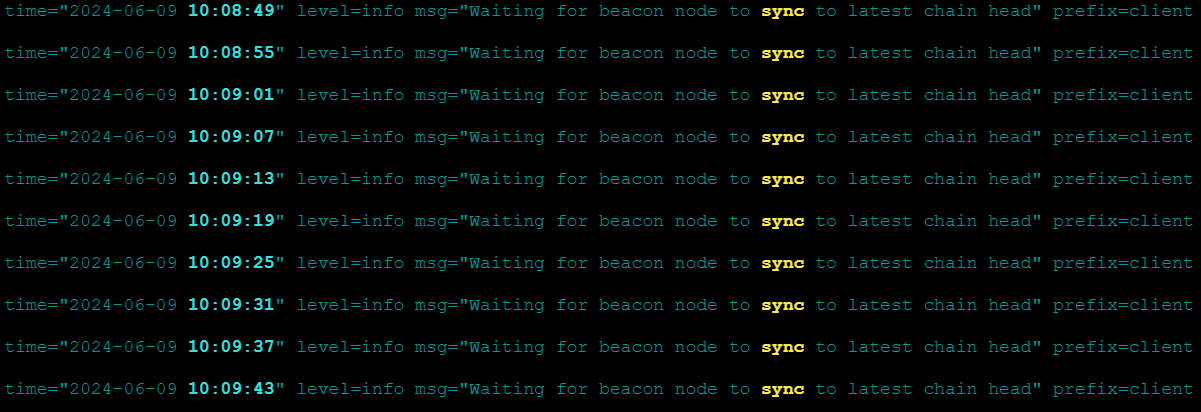 time="2024-06-09 10:08:49" level=info msg="Waiting for beacon node to sync to latest chain head" prefix=client
time="2024-06-09 10:08:55" level=info msg="Waiting for beacon node to sync to latest chain head" prefix=client
time="2024-06-09 10:09:01" level=info msg="Waiting for beacon node to sync to latest chain head" prefix=client
time="2024-06-09 10:09:07" level=info msg="Waiting for beacon node to sync to latest chain head" prefix=client
time="2024-06-09 10:09:13" level=info msg="Waiting for beacon node to sync to latest chain head" prefix=client
time="2024-06-09 10:09:19" level=info msg="Waiting for beacon node to sync to latest chain head" prefix=client
time="2024-06-09 10:09:25" level=info msg="Waiting for beacon node to sync to latest chain head" prefix=client
time="2024-06-09 10:09:31" level=info msg="Waiting for beacon node to sync to latest chain head" prefix=client
time="2024-06-09 10:09:37" level=info msg="Waiting for beacon node to sync to latest chain head" prefix=client
time="2024-06-09 10:09:43" level=info msg="Waiting for beacon node to sync to latest chain head" prefix=client